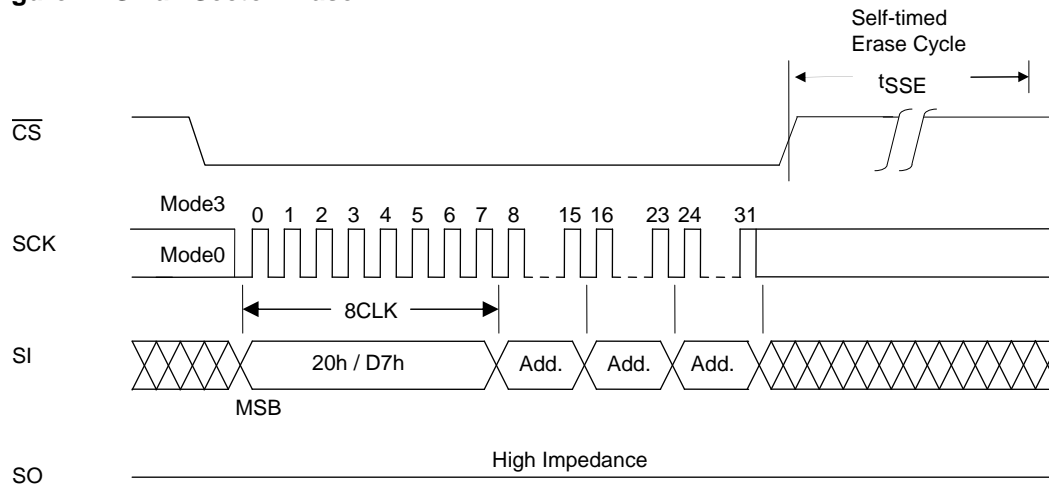 Self-timed
Erase Cycle
tSSE
CS
Mode3
0 1 2 3 4 5 6 7 8 15 16 23 24 31
SCK
Mode0
8CLK
SI
20h / D7h
Add.
Add.
Add.
MSB
High Impedance
SO